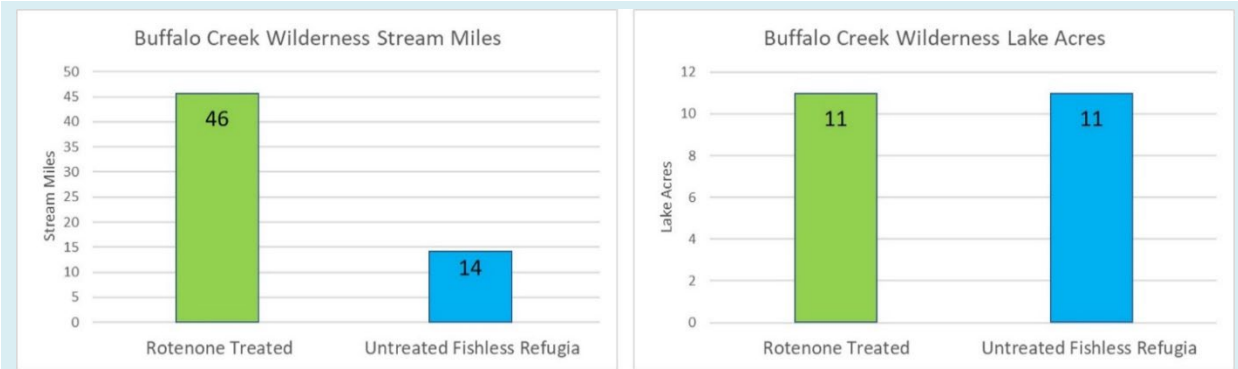 Buffalo Creek Wilderness Stream Miles
50
45
40
35
30
25
20
15
10
5
0
Stream Miles
46
14
Rotenone Treated
Untreated Fishless Refugia
Buffalo Creek Wilderness Lake Acres
12
10
8
6
4
2
0
Lake Acres
11
11
Rotenone Treated
Untreated Fishless Refugia